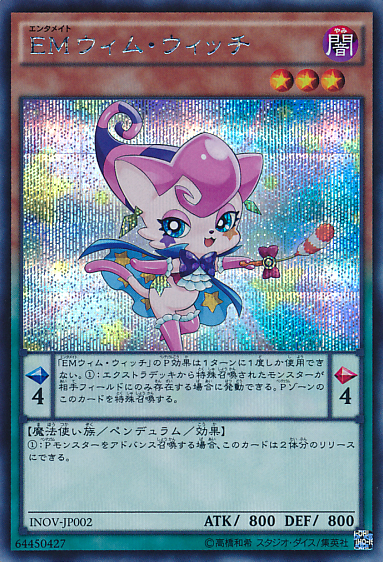 エンタメイト
EMウィム・ウィッチ
やみ
闇
「EMウィム・ウィッチ」のP効果は1ターンに1度しか使用でき
ない。①:エクストラデッキから特殊召喚されたモンスターが
相手フィールドにのみ存在する場合に発動できる。Pゾーンの
このカードを特殊召喚する。
4
4
【魔法使い族/ペンデュラム/効果】
①:Pモンスターをアドバンス召喚する場合、このカードは2体分のリリース
にできる。
INOV-JP002
ATK/ 800 DEF/ 800
64450427
©高橋和希 スタジオ・ダイス/集英社